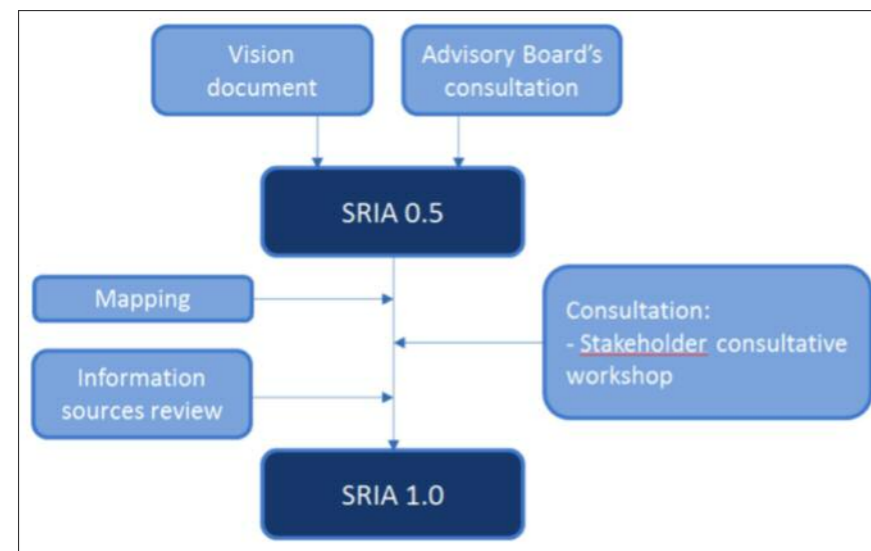 Vision
document
Advisory Board's
consultation
SRIA 0.5
Mapping
Consultation:
- Stakeholder consultative
workshop
Information
sources review
SRIA 1.0